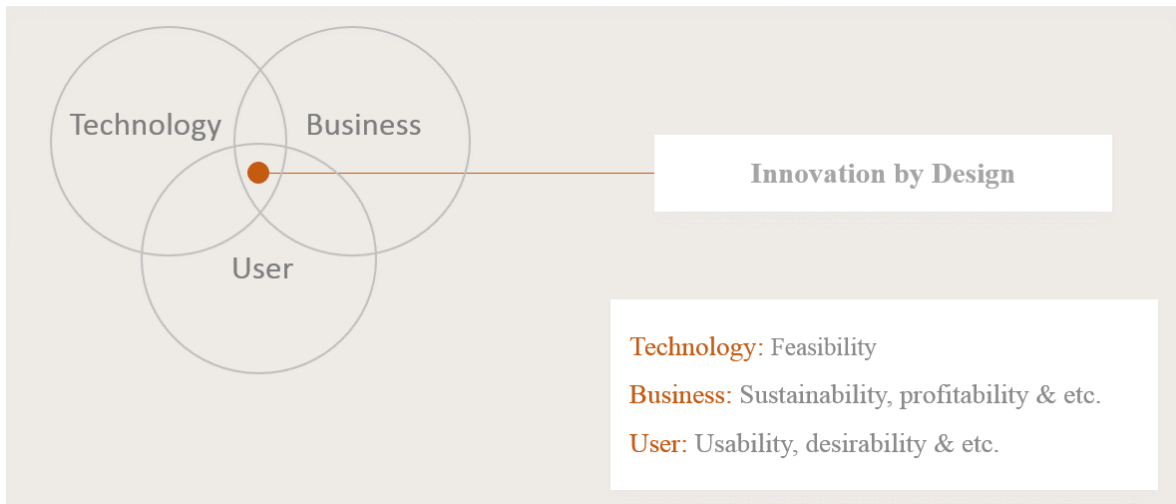 Technology
Business
User
Innovation by Design
Technology: Feasibility
Business: Sustainability, profitability & etc.
User: Usability, desirability & etc.